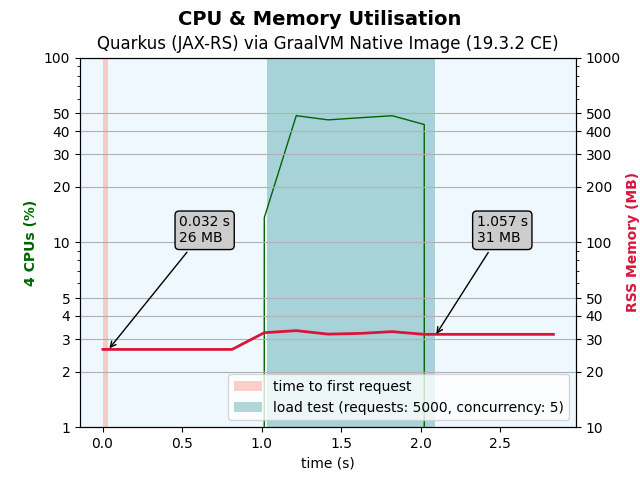 CPU & Memory Utilisation
Quarkus (JAX-RS) via GraalVM Native Image (19.3.2 CE)
100
50
40
30
20
10
5
4
3
2
1
4 CPUs (%)
0.032 s
26 MB
1.057 s
31 MB
1000
500
400
300
200
100
50
40
30
20
10
RSS Memory (MB)
time to first request
load test (requests: 5000, concurrency: 5)
0.0
0.5
1.0
1.5
2.0
2.5
time (s)